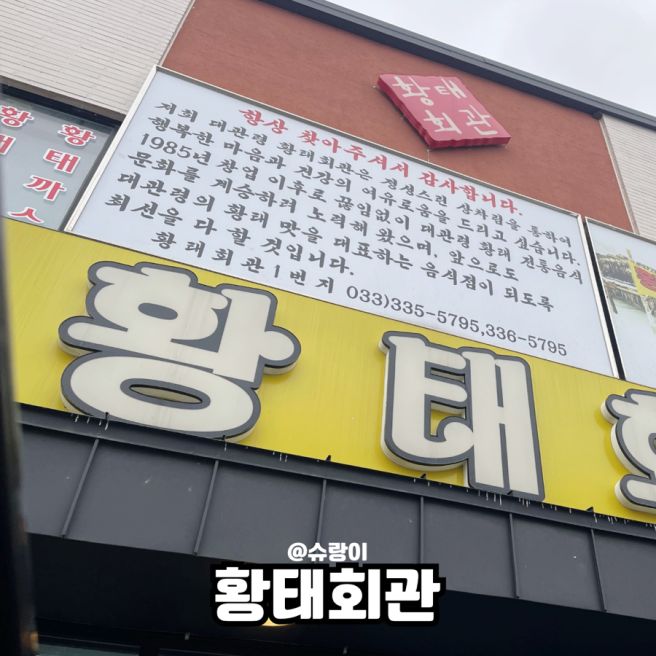 황태
회관
항상 찾아주셔서 감사합니다.
저희 대관령 황태회관은 정성스런 상차림을 통하여
행복한 마음과 건강의 여유로움을 드리고 싶습니다.
1985년 창업 이후로 끊임없이 대관령 황태 전통음식
문화를 계승하려 노력해 왔으며, 앞으로도
대관령의 황태 맛을 대표하는 음식점이 되도록
최선을 다 할 것입니다.
황태회관1번지 033)335-5795,336-5795
황태까스
황태
@슈랑이
황태회관